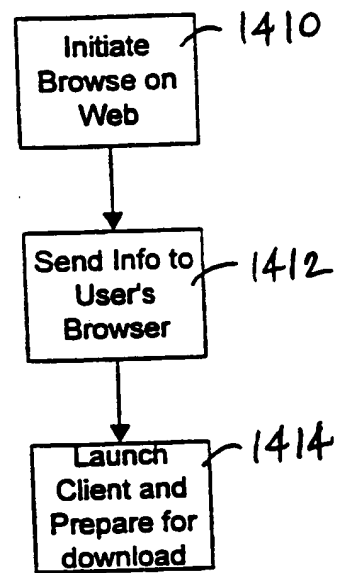 Initiate
Browse on
Web
1410
Send Info to
User's
Browser
1412
Launch
Client and
Prepare for
download
1414